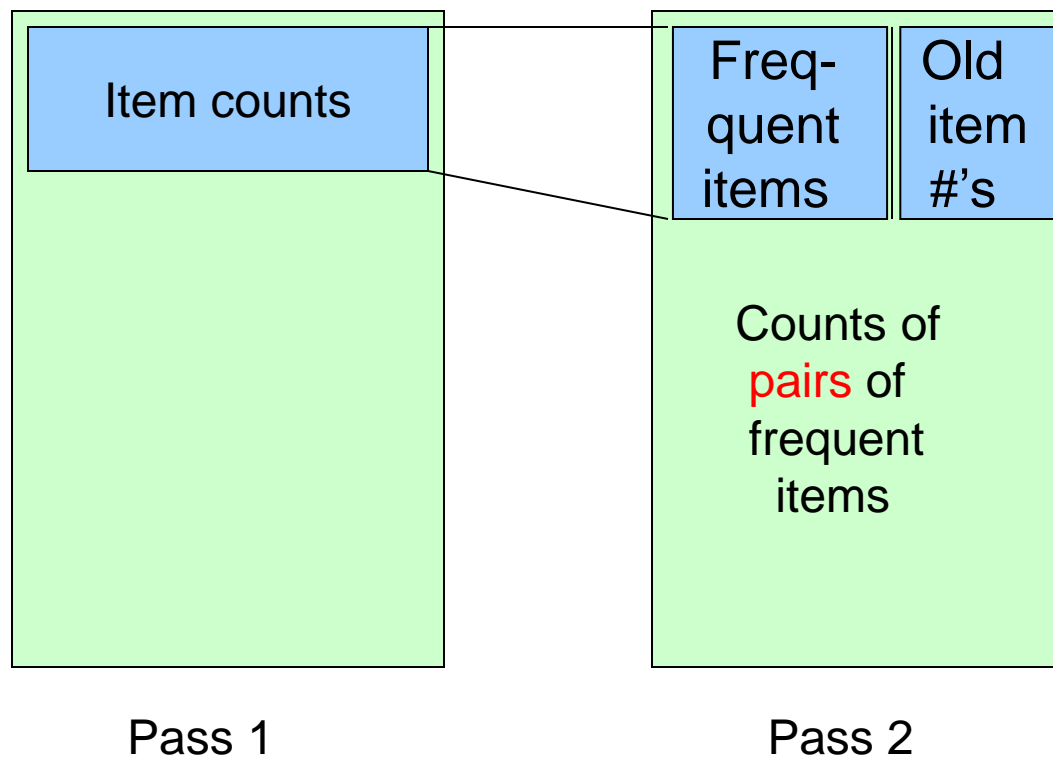 Item counts
Freq-
quent
items
Old
item
#’s
Counts of
pairs of
frequent
items
Pass 1
Pass 2